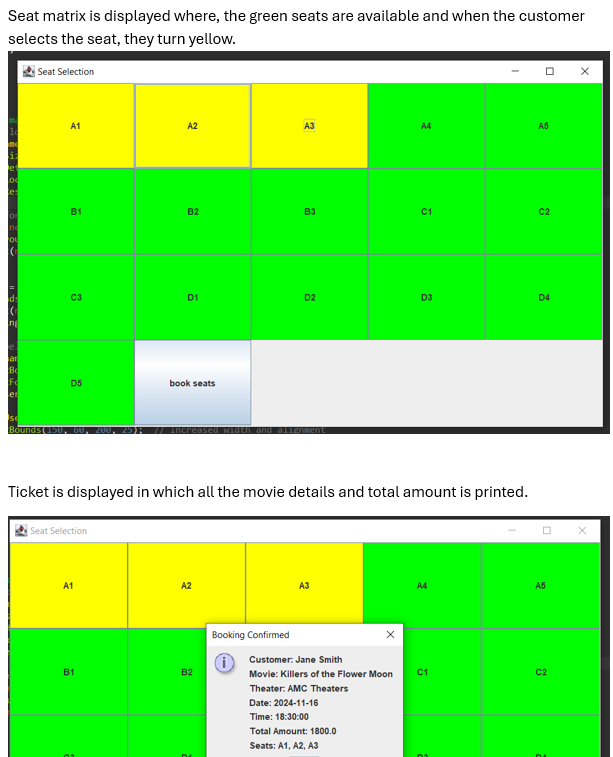 Seat matrix is displayed where, the green seats are available and when the customer
selects the seat, they turn yellow.
Seat Selection
A1 A2 A3 A4 A5
B1 B2 B3 C1 C2
C3 D1 D2 D3 D4
D5 book seats
Bounds(150, 60, 200, 25); // Increased width and alignment
Ticket is displayed in which all the movie details and total amount is printed.
Seat Selection
A1 A2 A3 A4 A5
Booking Confirmed
B1 B2 C1 C2
Customer: Jane Smith
Movie: Killers of the Flower Moon
Theater: AMC Theaters
Date: 2024-11-16
Time: 18:30:00
Total Amount: 1800.0
Seats: A1, A2, A3